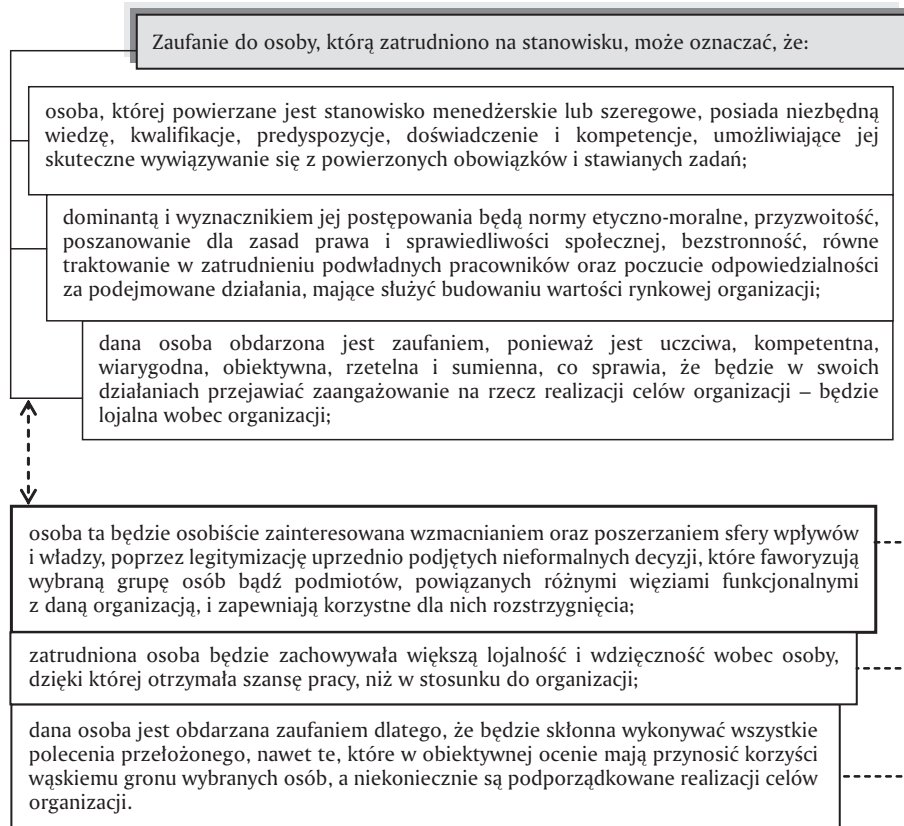 Zaufanie do osoby, którą zatrudniono na stanowisku, może oznaczać, że:
osoba, której powierzane jest stanowisko menedżerskie lub szeregowe, posiada niezbędną
wiedzę, kwalifikacje, predyspozycje, doświadczenie i kompetencje, umożliwiające jej
skuteczne wywiązywanie się z powierzonych obowiązków i stawianych zadań;
dominantą i wyznacznikiem jej postępowania będą normy etyczno-moralne, przyzwoitość,
poszanowanie dla zasad prawa i sprawiedliwości społecznej, bezstronność, równe
traktowanie w zatrudnieniu podwładnych pracowników oraz poczucie odpowiedzialności
za podejmowane działania, mające służyć budowaniu wartości rynkowej organizacji;
dana osoba obdarzona jest zaufaniem, ponieważ jest uczciwa, kompetentna,
wiarygodna, obiektywna, rzetelna i sumienna, co sprawia, że będzie w swoich
działaniach przejawiać zaangażowanie na rzecz realizacji celów organizacji – będzie
lojalna wobec organizacji;
osoba ta będzie osobiście zainteresowana wzmacnianiem oraz poszerzaniem sfery wpływów
i władzy, poprzez legitymizację uprzednio podjętych nieformalnych decyzji, które faworyzują
wybraną grupę osób bądź podmiotów, powiązanych różnymi więziami funkcjonalnymi
z daną organizacją, i zapewniają korzystne dla nich rozstrzygnięcia;
zatrudniona osoba będzie zachowywała większą lojalność i wdzięczność wobec osoby,
dzięki której otrzymała szansę pracy, niż w stosunku do organizacji;
dana osoba jest obdarzana zaufaniem dlatego, że będzie skłonna wykonywać wszystkie
polecenia przełożonego, nawet te, które w obiektywnej ocenie mają przynosić korzyści
wąskiemu gronu wybranych osób, a niekoniecznie są podporządkowane realizacji celów
organizacji.